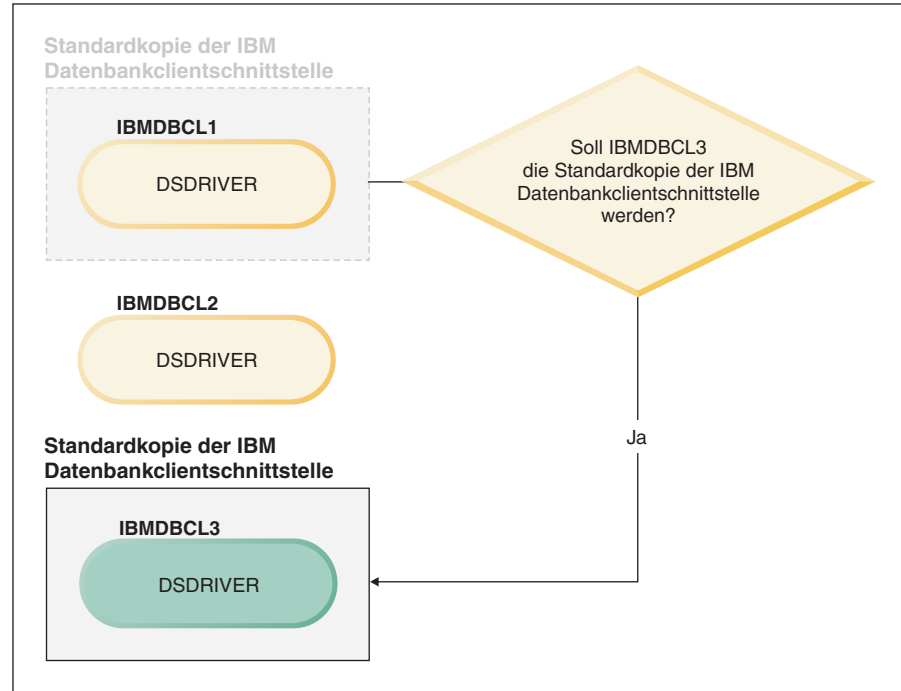 Standardkopie der IBM
Datenbankclientschnittstelle
IBMDBCL1
DSDRIVER
Soll IBMDBCL3
die Standardkopie der IBM
Datenbankclientschnittstelle
werden?
IBMDBCL2
DSDRIVER
Ja
Standardkopie der IBM
Datenbankclientschnittstelle
IBMDBCL3
DSDRIVER